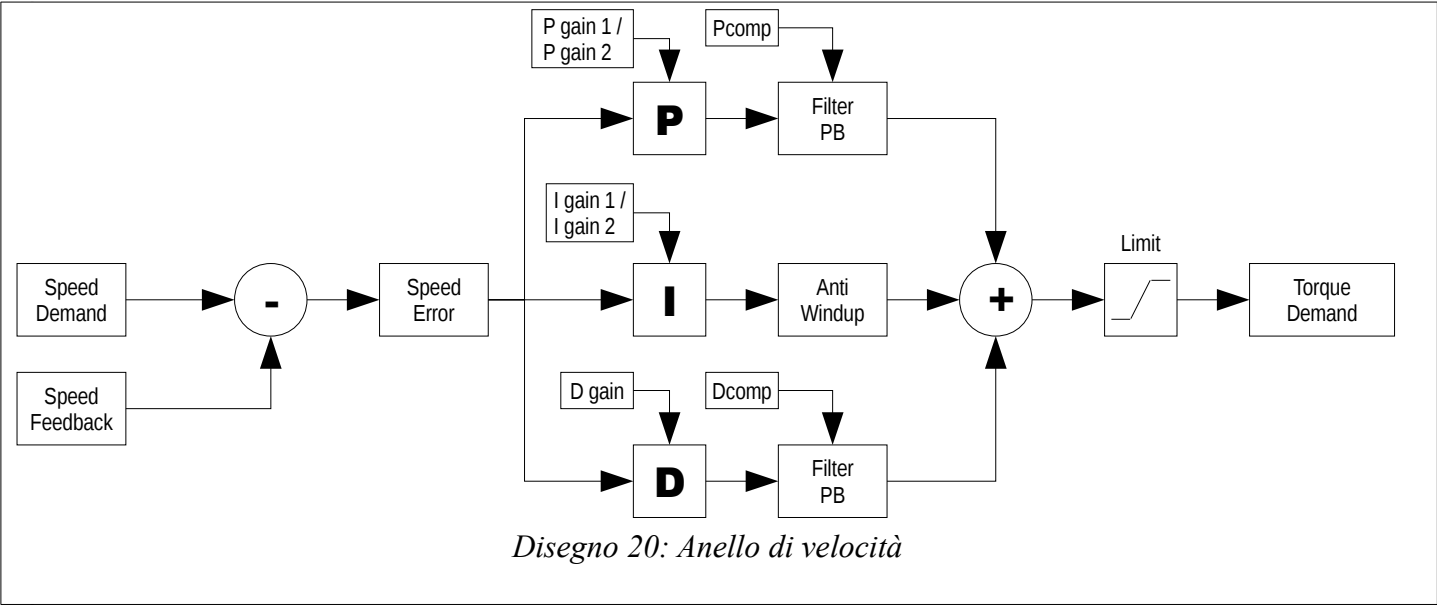 P gain 1 /
P gain 2
Pcomp
P
Filter
PB
I gain 1 /
I gain 2
Limit
Speed
Demand
-
Speed
Error
I
Anti
Windup
+
Torque
Demand
Speed
Feedback
D gain
Dcomp
D
Filter
PB
Disegno 20: Anello di velocità